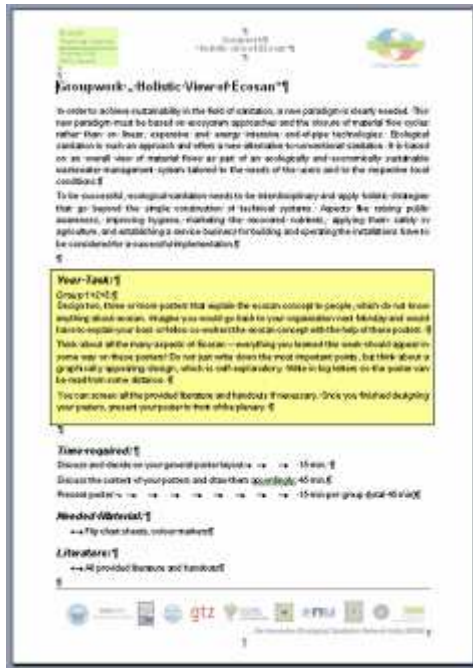 Groupwork „Holistic View of Ecosan“
In order to achieve sustainability in the field of sanitation, a new paradigm is clearly needed. This
new paradigm must be based on ecosystem approaches and the closure of material flow cycles
rather than on linear, expensive and energy intensive end-of-pipe technologies. Ecological
sanitation is such an approach and offers a new alternative to conventional sanitation. It is based
on an overall view of material flows as part of an ecologically and economically sustainable
wastewater management system tailored to the needs of the users and to the respective local
conditions.
To be successful, ecological sanitation needs to be interdisciplinary and apply holistic strategies
that go beyond the simple construction of technical systems. Aspects like raising public
awareness, improving hygiene, marketing the recovered nutrients, applying them safely in
agriculture, and establishing a service business for building and operating the installations have to
be considered for a successful implementation.
Your Task:
Group 1+2+3:
Design two, three or more posters that explain the ecosan concept to people, which do not know
anything about ecosan. Imagine you would go back to your organisation next Monday and would
have to explain your boss or fellow co-workers the ecosan concept with the help of these posters.
Think about all the many aspects of Ecosan – everything you learned this week should appear in
some way on these posters! Do not just write down the most important points, but think about a
graphically appealing design, which is self-explanatory. Write in big letters so the poster can
be read from some distance.
You can screen all the provided literature and handouts if necessary. Once you finished designing
your posters, present your poster in front of the plenary.
Time required:
Discuss and decide on your general poster layout 15 min.
Discuss the content of your posters and draw them accordingly: 45 min.
Present poster 15 min per group (total 45 min)
Needed Material:
Flip chart sheets, colour markers
Literature:
All provided literature and handouts
gtz